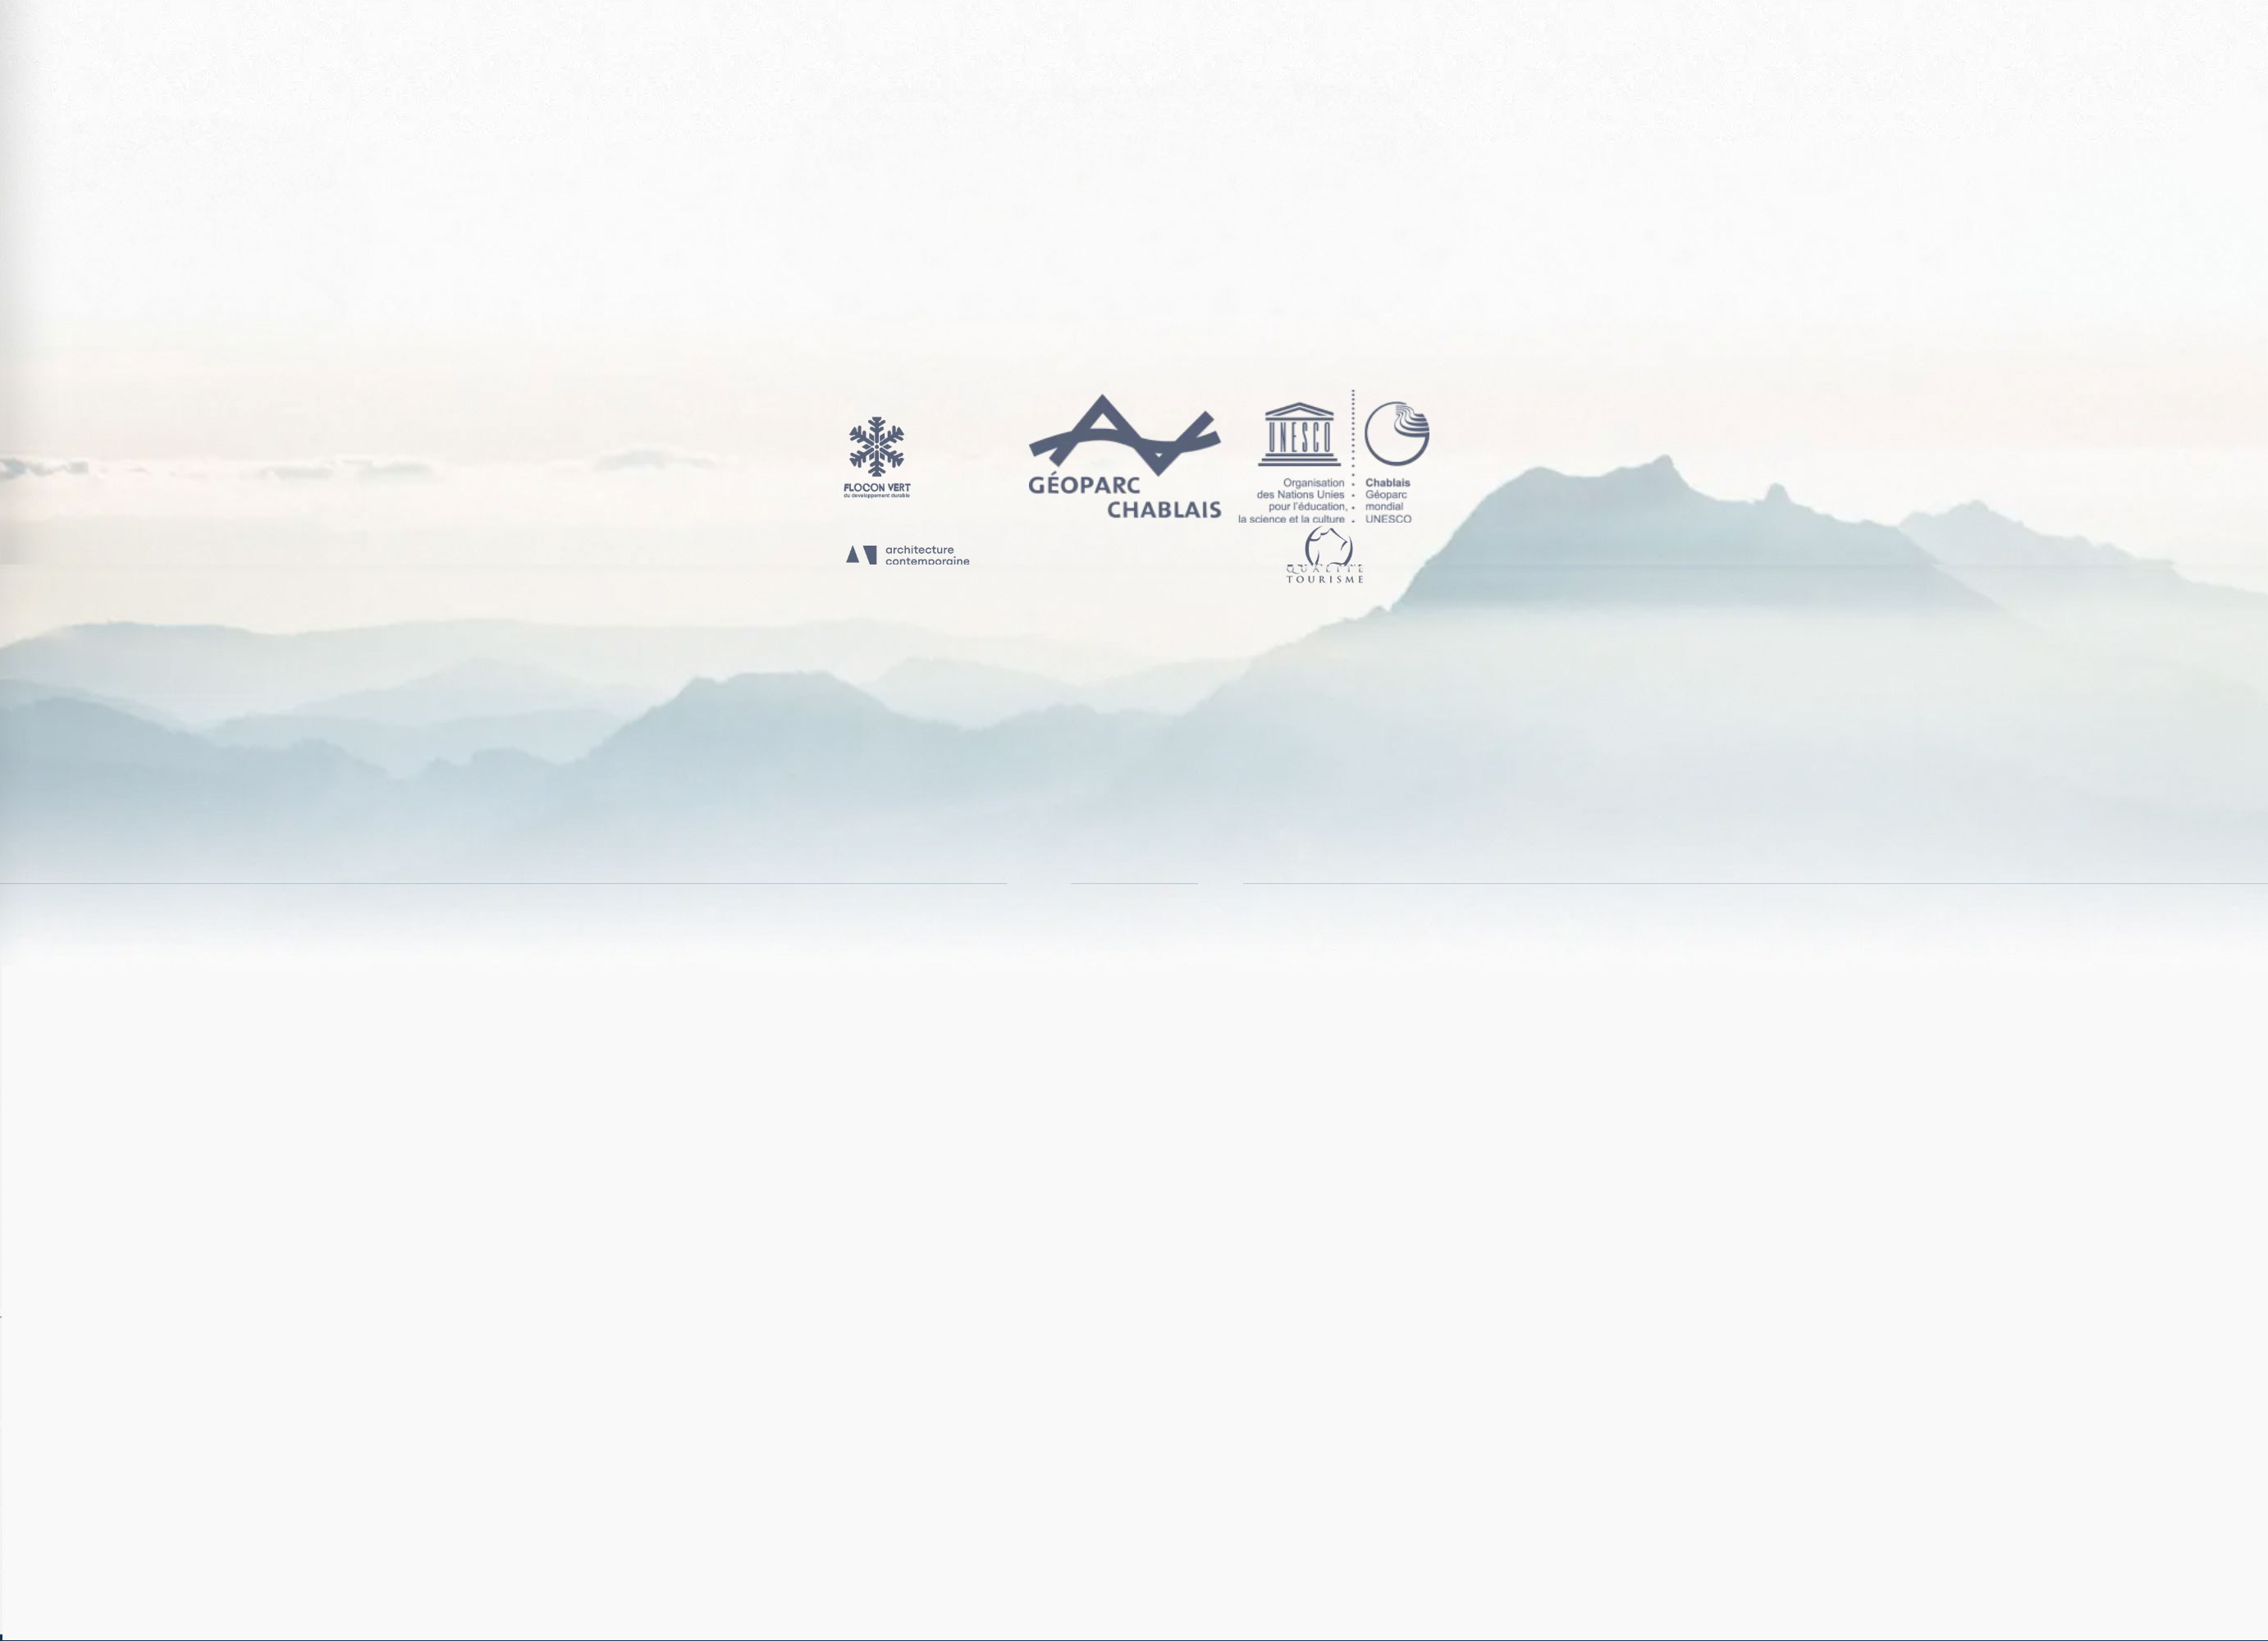 FLOCON VERT
du developpement durable
GÉOPARC
CHABLAIS
UNESCO
Organisation
des Nations Unies
pour l'éducation,
la science et la culture
Chablais
Géoparc
mondial
UNESCO
architecture
contemporaine
QUALITÉ
TOURISME